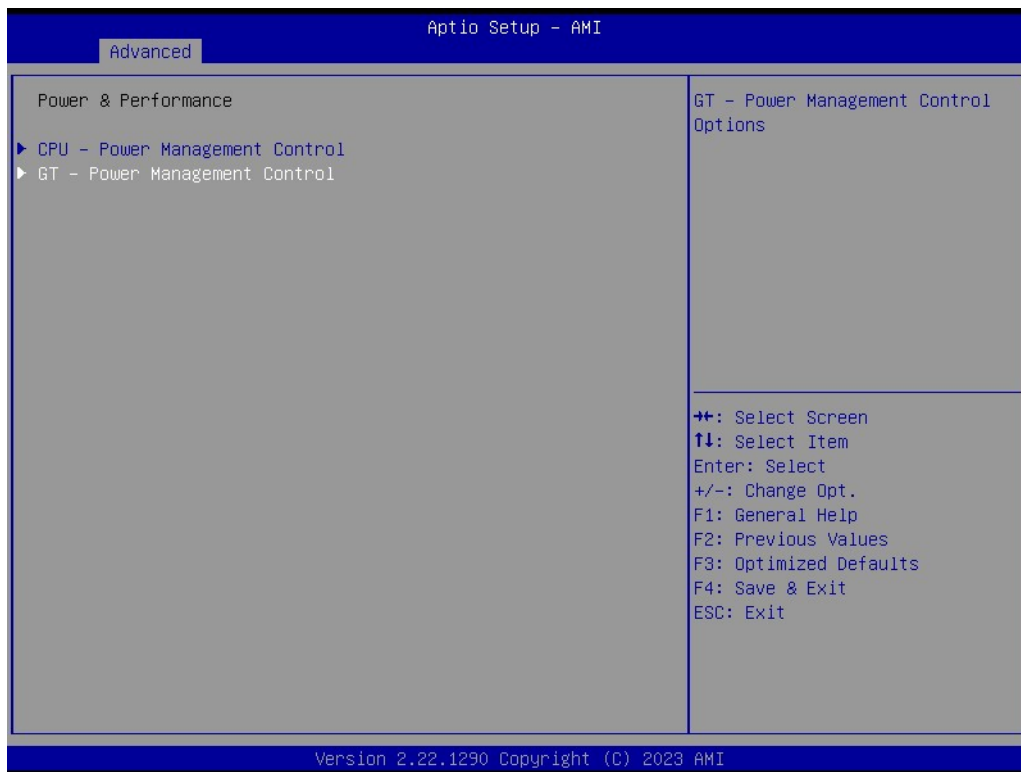 Aptio Setup – AMI
Advanced
Power & Performance
▶ CPU – Power Management Control
▶ GT – Power Management Control
GT – Power Management Control
Options
→←: Select Screen
↑↓: Select Item
Enter: Select
+/-: Change Opt.
F1: General Help
F2: Previous Values
F3: Optimized Defaults
F4: Save & Exit
ESC: Exit
Version 2.22.1290 Copyright (C) 2023 AMI